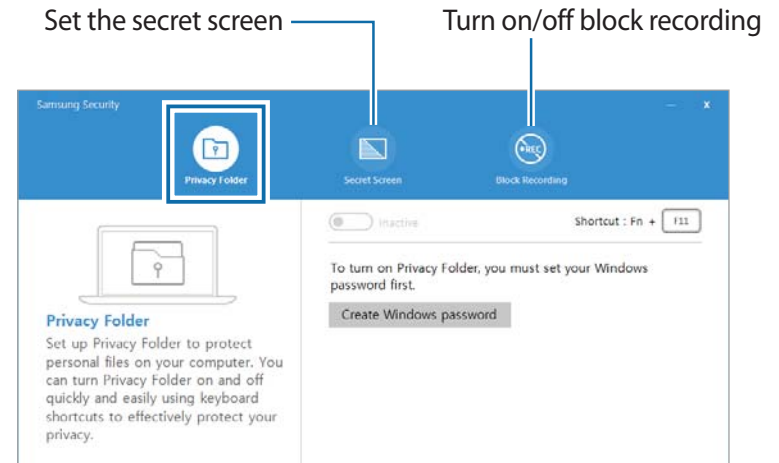 Set the secret screen
Turn on/off block recording
Samsung Security
x
REC
Privacy Folder
Secret Screen
Block Recording
Inactive
Shortcut : Fn + F11
To turn on Privacy Folder, you must set your Windows
password first.
Create Windows password
Privacy Folder
Set up Privacy Folder to protect
personal files on your computer. You
can turn Privacy Folder on and off
quickly and easily using keyboard
shortcuts to effectively protect your
privacy.